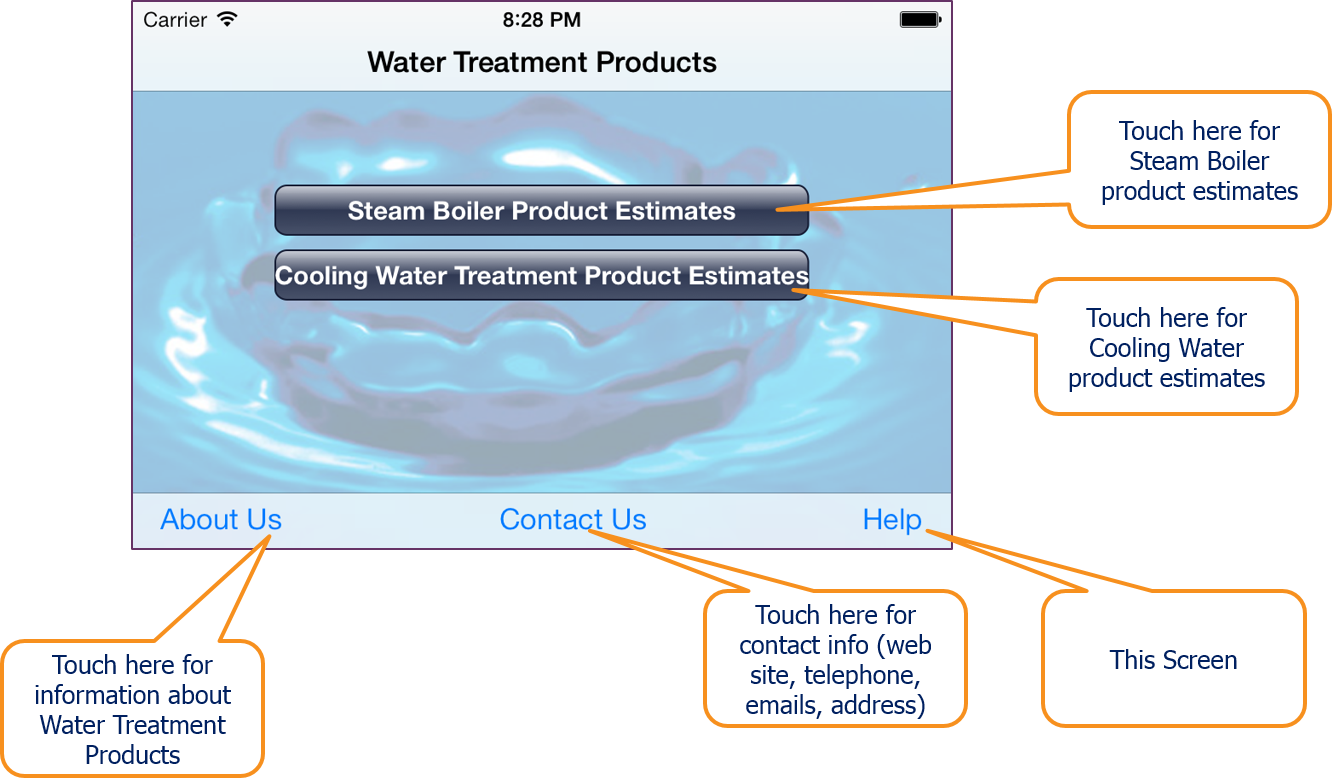 Carrier
8:28 PM
Water Treatment Products
Steam Boiler Product Estimates
Cooling Water Treatment Product Estimates
Touch here for
Steam Boiler
product estimates
Touch here for
Cooling Water
product estimates
About Us
Contact Us
Help
Touch here for
information about
Water Treatment
Products
Touch here for
contact info (web
site, telephone,
emails, address)
This Screen